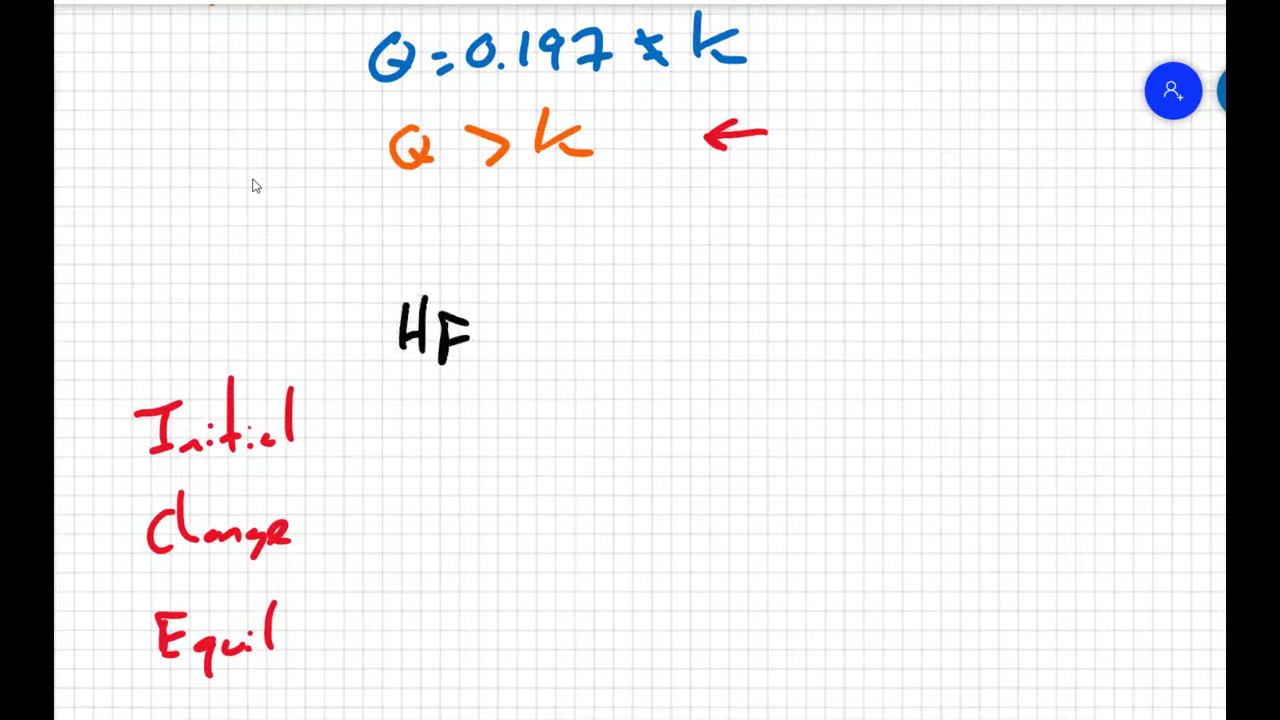 Q = 0.197 ≠ k
Q > k ←
HF
Initial
Change
Equil